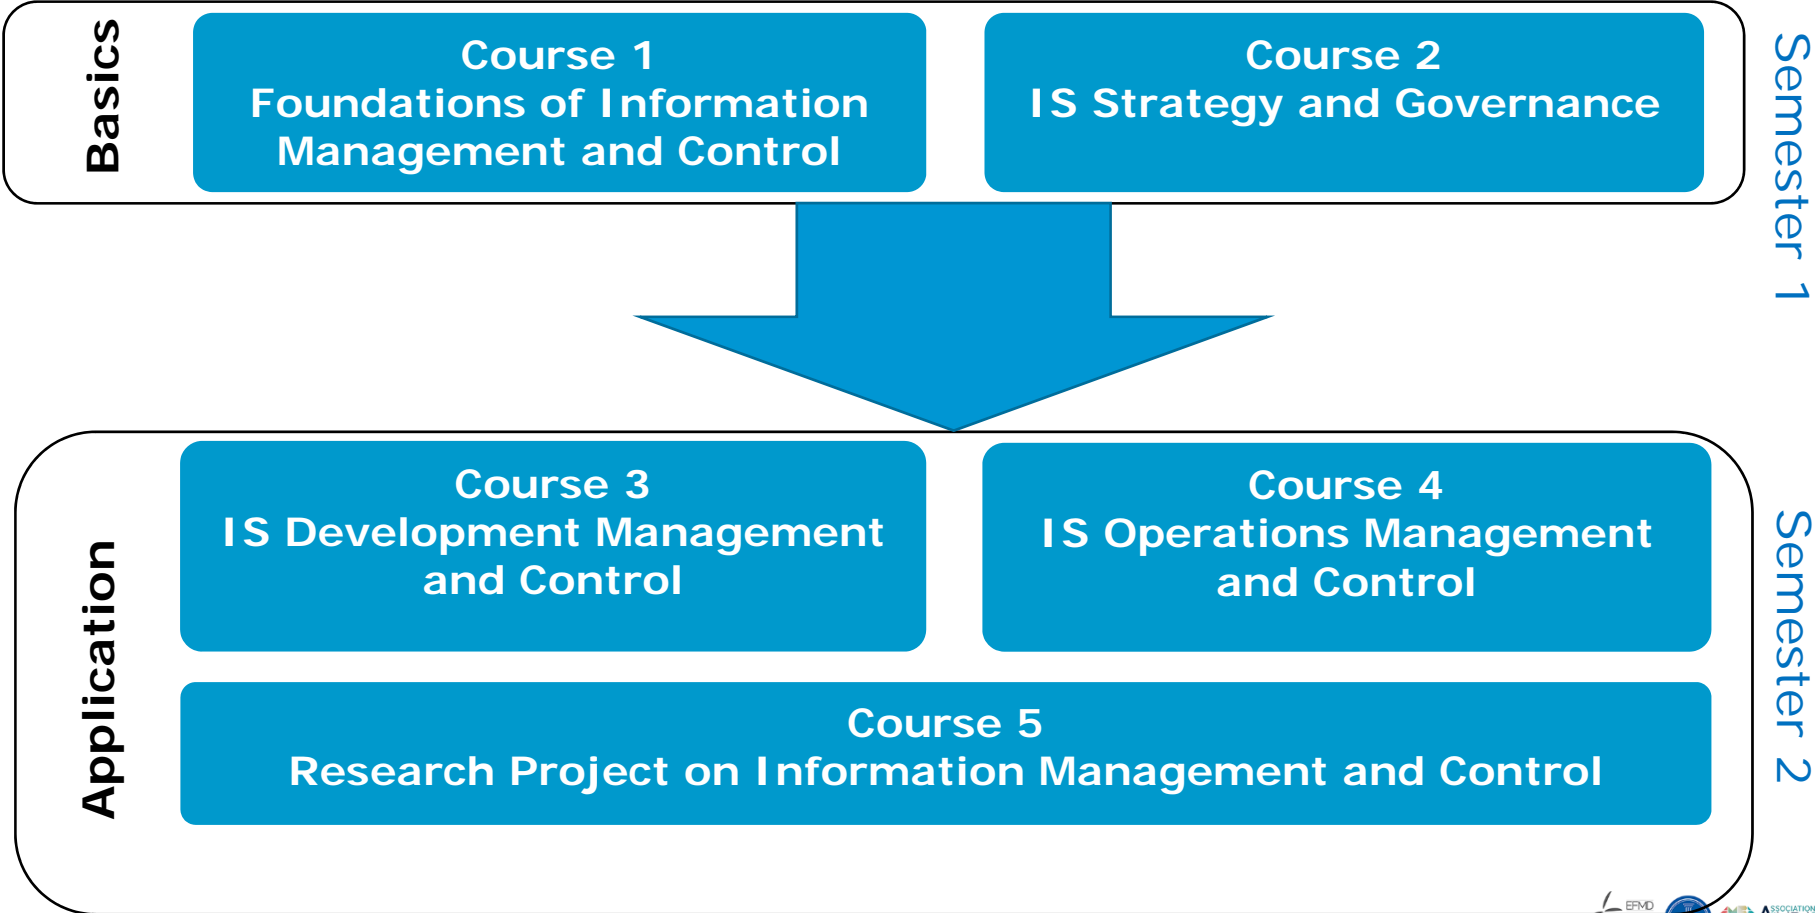 Basics
Course 1
Foundations of Information
Management and Control
Course 2
IS Strategy and Governance
Semester 1
Application
Course 3
IS Development Management
and Control
Course 4
IS Operations Management
and Control
Course 5
Research Project on Information Management and Control
Semester 2
EFMD
ASSOCIATION